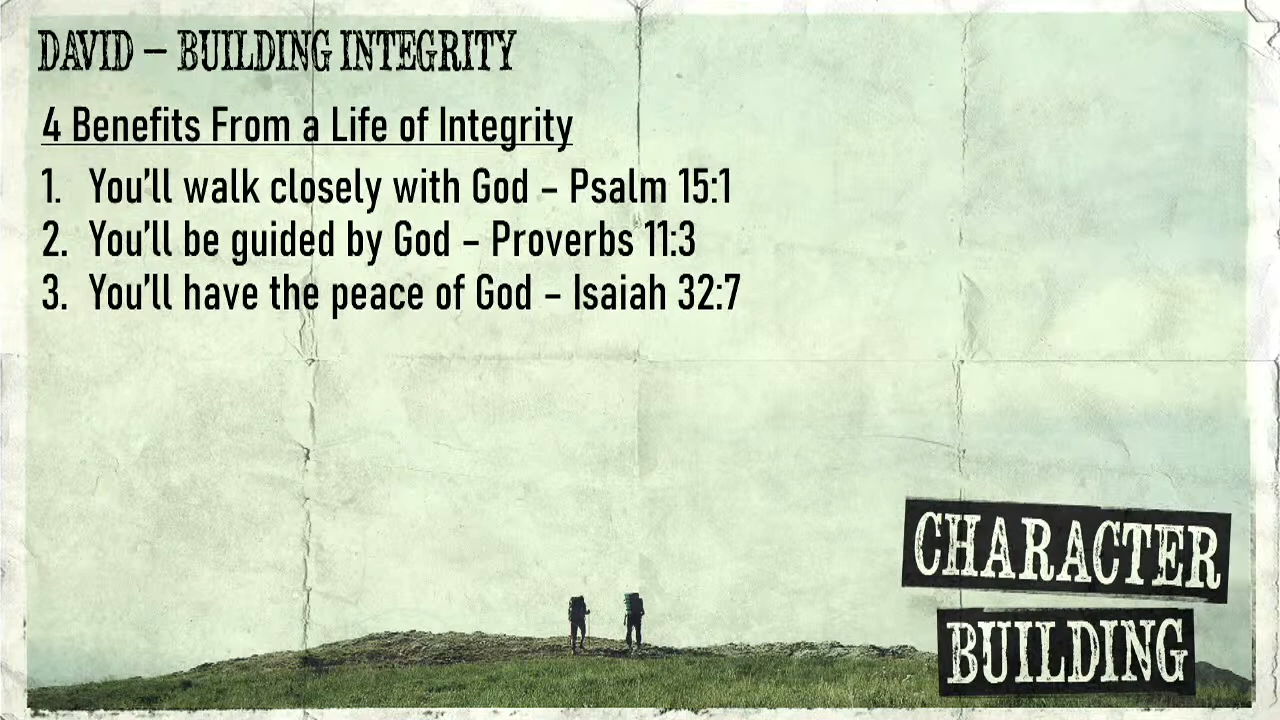 DAVID – BUILDING INTEGRITY
4 Benefits From a Life of Integrity
1. You’ll walk closely with God – Psalm 15:1
2. You’ll be guided by God – Proverbs 11:3
3. You’ll have the peace of God – Isaiah 32:7
CHARACTER
BUILDING